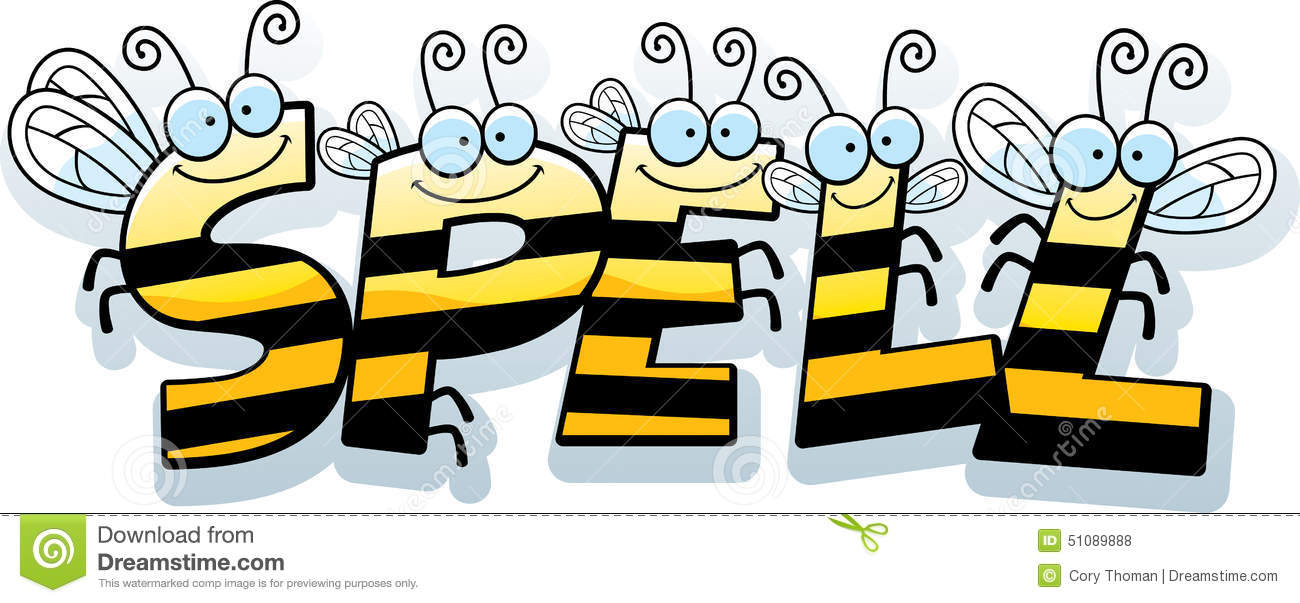 SPELL
Download from
Dreamstime.com
This watermarked comp image is for previewing purposes only.
ID 51089888
© Cory Thoman | Dreamstime.com